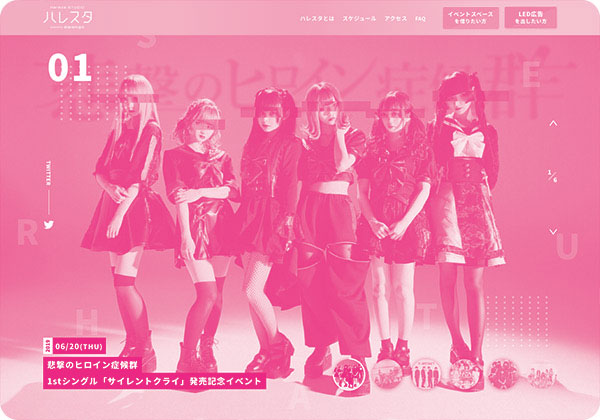 HARAJUKU STUDIO
ハレスタ
ハレスタとは
スケジュール
アクセス
FAQ
イベントスペース
を借りたい方
LED広告
を出したい方
01
悲撃のヒロイン症候群
S
E
R
U
H
T
A
TWITTER
1/6
2019
06/20(THU)
悲撃のヒロイン症候群
1stシングル「サイレントクライ」発売記念イベント